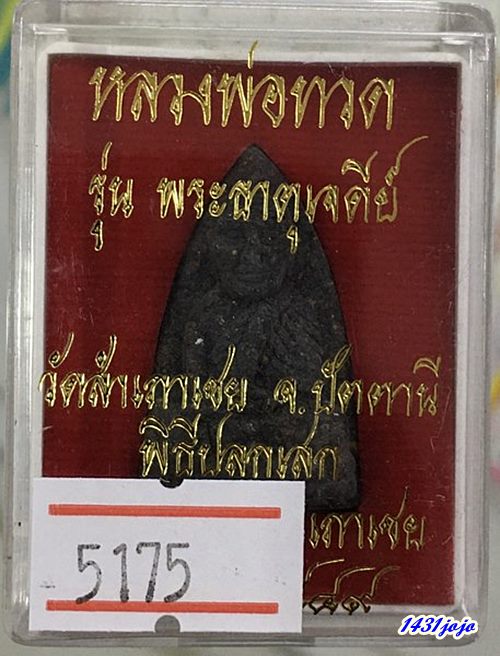 หลวงพ่อทวด
รุ่น พระธาตุเจดีย์
วัดสำเภาเชย จ.ปัตตานี
พิธีปลุกเสก
เภาเชย
5175
1431jojo